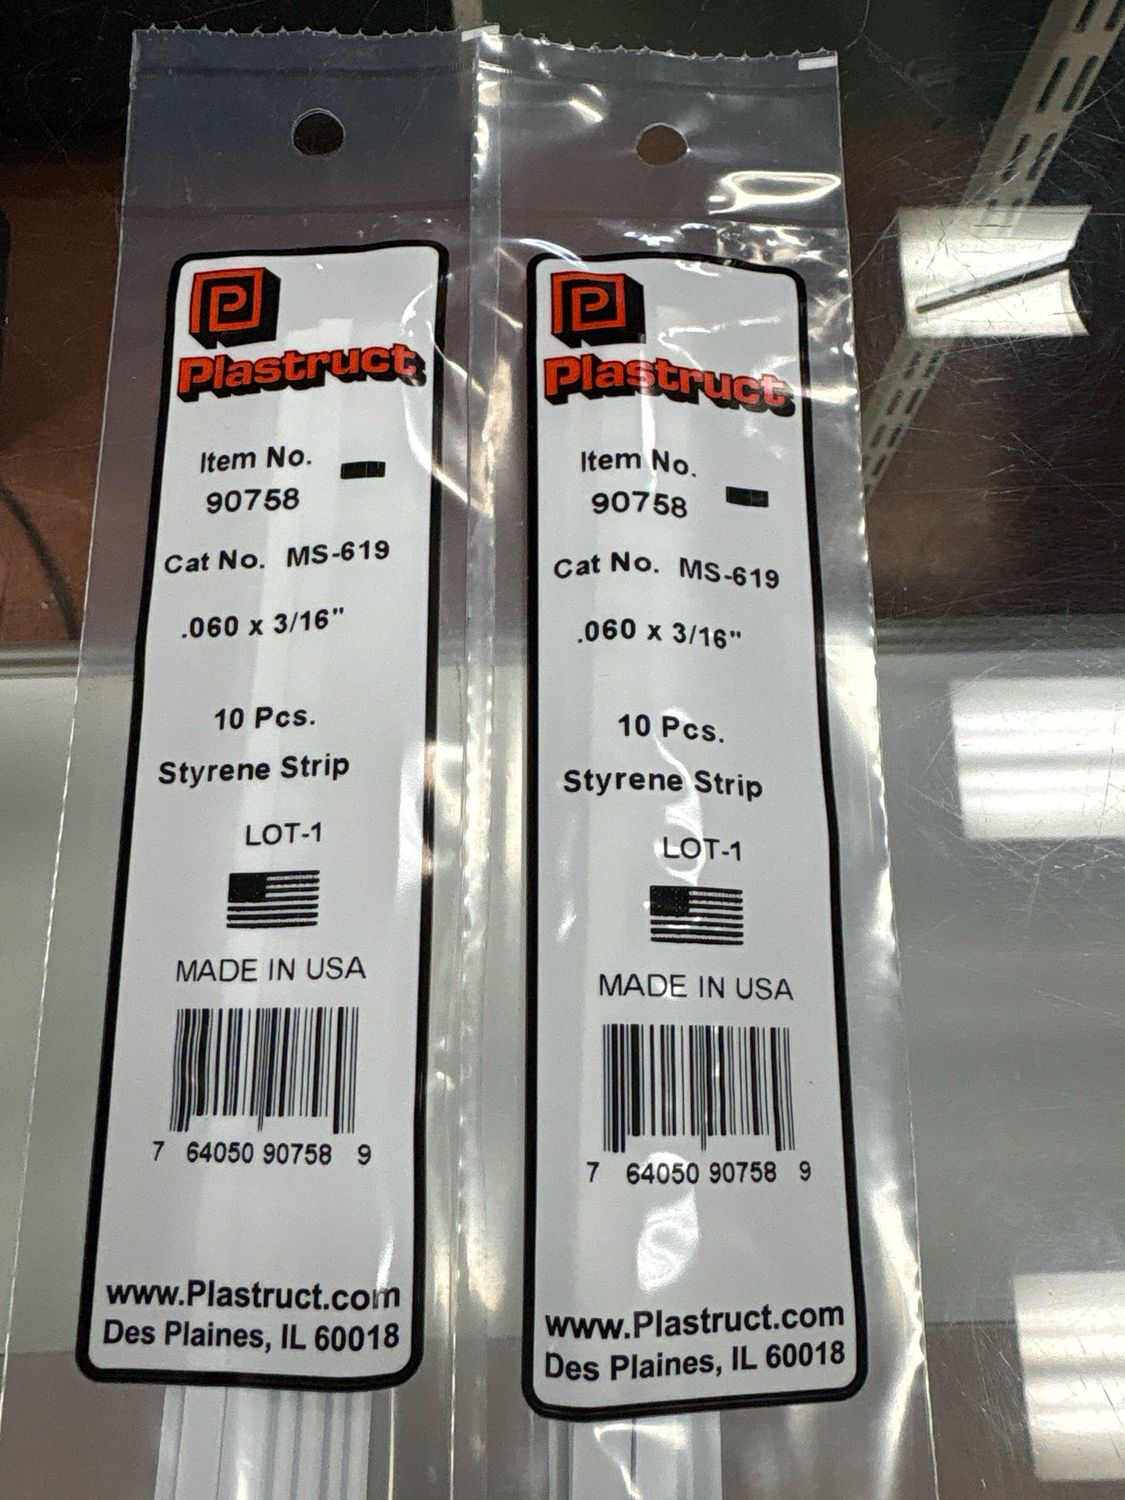 P
Plastruct
Item No.
90758
Cat No. MS-619
.060 x 3/16"
10 Pcs.
Styrene Strip
LOT-1
MADE IN USA
7 64050 90758 9
www.Plastruct.com
Des Plaines, IL 60018
P
Plastruct
Item No.
90758
Cat No. MS-619
.060 x 3/16"
10 Pcs.
Styrene Strip
LOT-1
MADE IN USA
7 64050 90758 9
www.Plastruct.com
Des Plaines, IL 60018